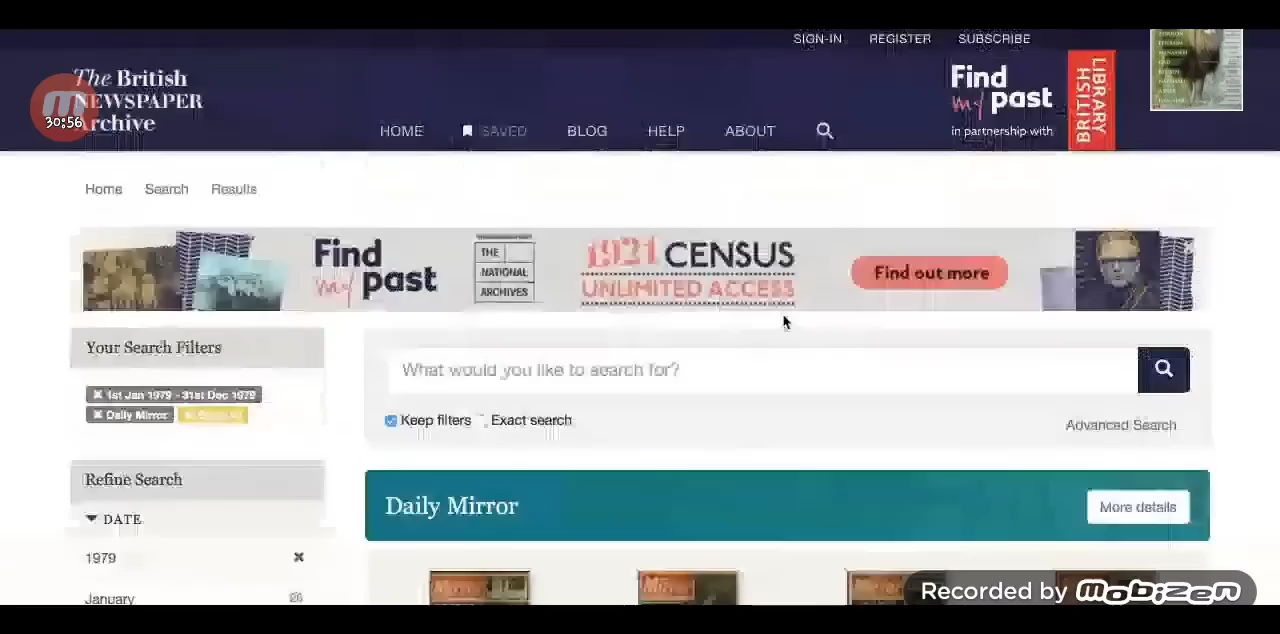 SIGN-IN REGISTER SUBSCRIBE
The British
NEWSPAPER
Archive
30:56
HOME SAVED BLOG HELP ABOUT
Find
my past
in partnership with
LIBRARY
BRITISH
Home Search Results
Find
my past
THE
NATIONAL
ARCHIVES
1921 CENSUS
UNLIMITED ACCESS
Find out more
Your Search Filters
1st Jan 1979 - 31st Dec 1979
Daily Mirror
What would you like to search for?
Keep filters Exact search
Advanced Search
Refine Search
DATE
1979
January
Daily Mirror
More details
Recorded by mobizen